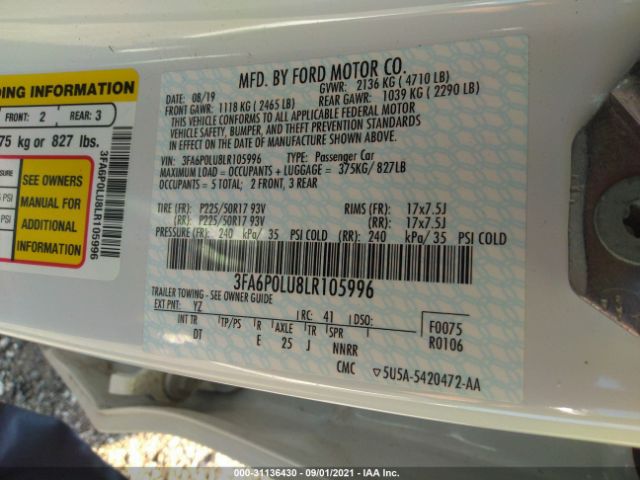 DING INFORMATION
FRONT: 2 REAR: 3
75 kg or 827 lbs.
PSI
PSI
SEE OWNERS
MANUAL FOR
ADDITIONAL
INFORMATION
3FA6P0LU8LR105996
MFD. BY FORD MOTOR CO.
DATE: 08/19 GVWR: 2136 KG ( 4710 LB)
FRONT GAWR: 1118 KG ( 2465 LB) REAR GAWR: 1039 KG ( 2290 LB)
THIS VEHICLE CONFORMS TO ALL APPLICABLE FEDERAL MOTOR
VEHICLE SAFETY, BUMPER, AND THEFT PREVENTION STANDARDS
IN EFFECT ON THE DATE OF MANUFACTURE SHOWN ABOVE.
VIN: 3FA6P0LU8LR105996 TYPE: Passenger Car
MAXIMUM LOAD = OCCUPANTS + LUGGAGE = 375KG/ 827LB
OCCUPANTS = 5 TOTAL; 2 FRONT, 3 REAR
TIRE (FR): P225/50R17 93V RIMS (FR): 17x7.5J
(RR): P225/50R17 93V (RR): 17x7.5J
PRESSURE (FR): 240 kPa/ 35 PSI COLD (RR): 240 kPa/ 35 PSI COLD
3FA6P0LU8LR105996
TRAILER TOWING - SEE OWNER GUIDE
EXT PNT: YZ RC: 41 DSO:
INT TR TP/PS R AXLE TR SPR
DT E 25 J NNRR
F0075
R0106
CMC ▽5U5A-5420472-AA
000-31136430 - 09/01/2021 - IAA Inc.